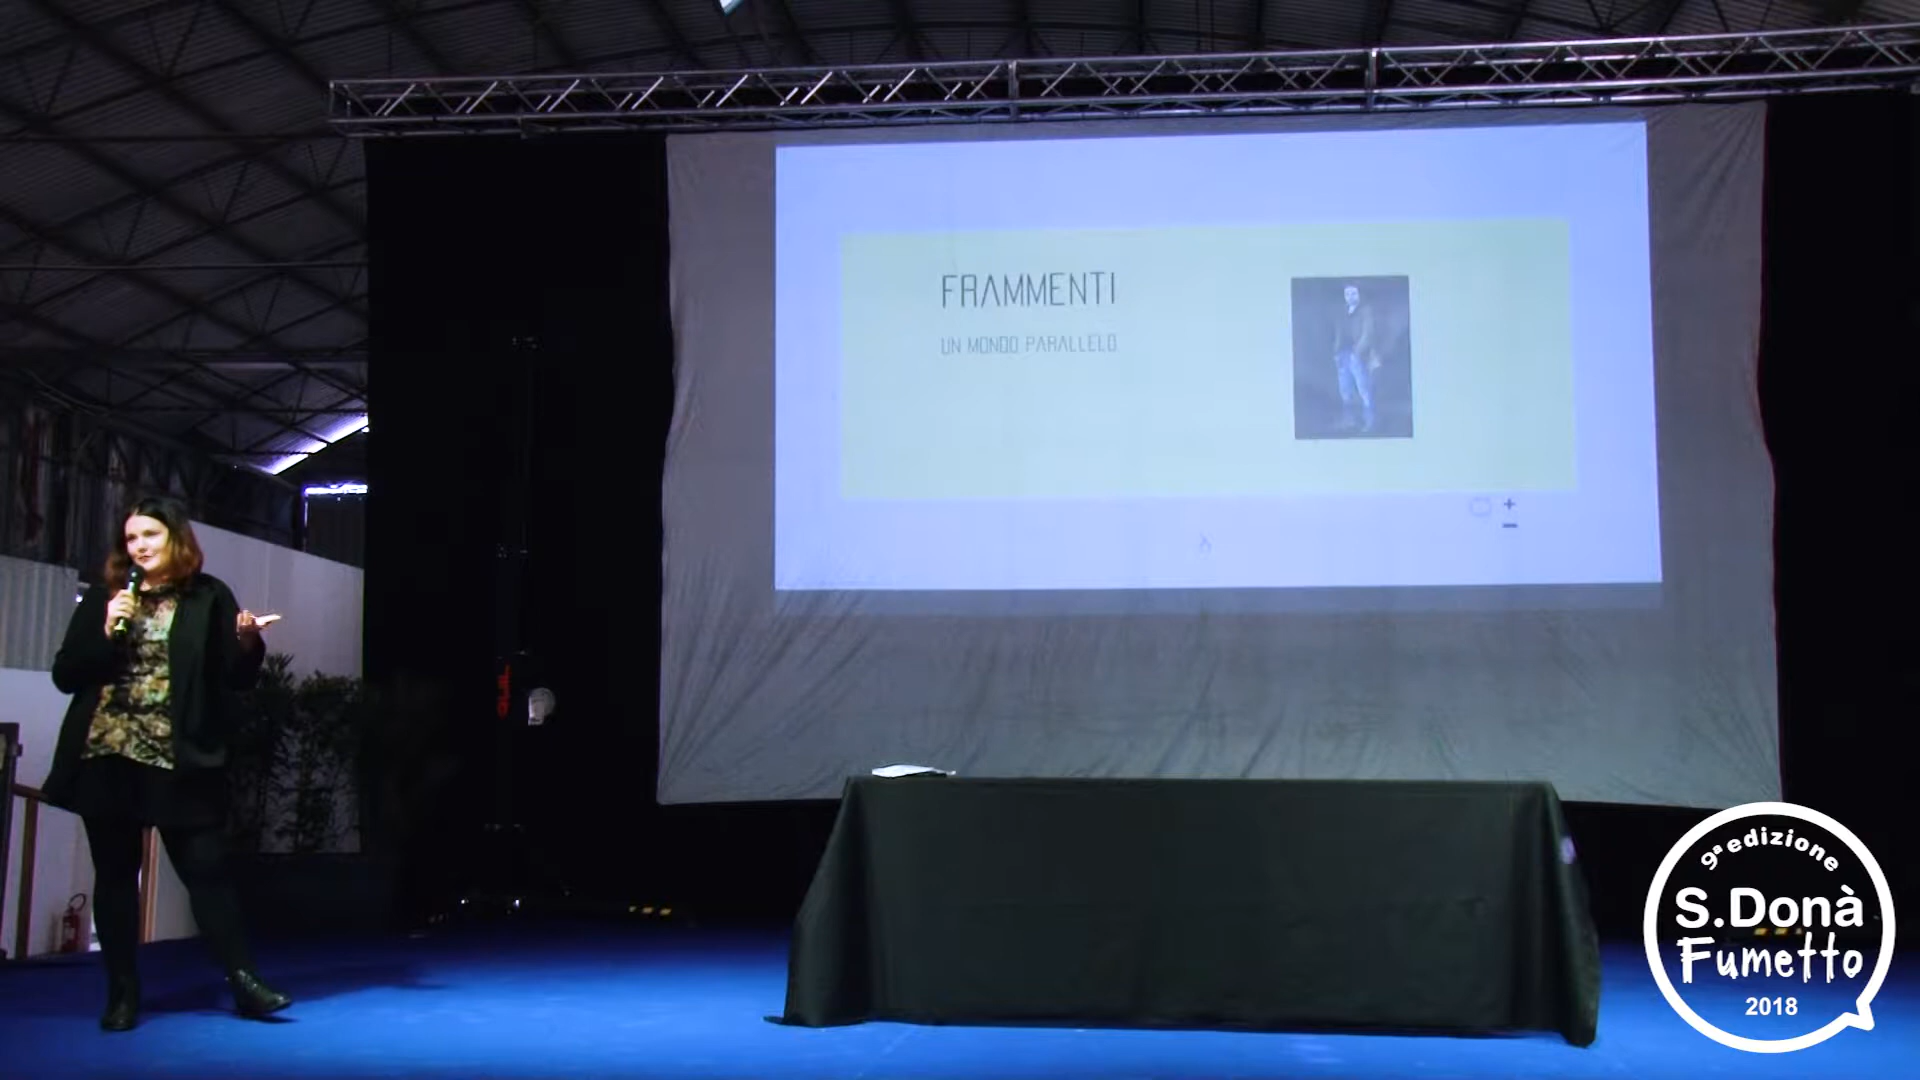 FRAMMENTI
UN MONDO PARALLELO
9ª edizione
S.Donà
Fumetto
2018